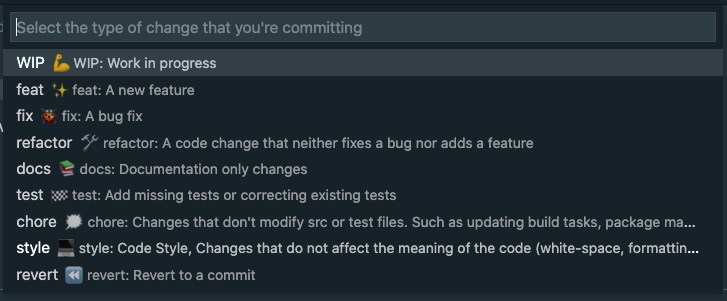 Select the type of change that you're committing
WIP 💪 WIP: Work in progress
feat ✨ feat: A new feature
fix 🐞 fix: A bug fix
refactor 🛠 refactor: A code change that neither fixes a bug nor adds a feature
docs 📚 docs: Documentation only changes
test 🏁 test: Add missing tests or correcting existing tests
chore 🗯 chore: Changes that don't modify src or test files. Such as updating build tasks, package ma...
style 💻 style: Code Style, Changes that do not affect the meaning of the code (white-space, formattin...
revert ⏪ revert: Revert to a commit